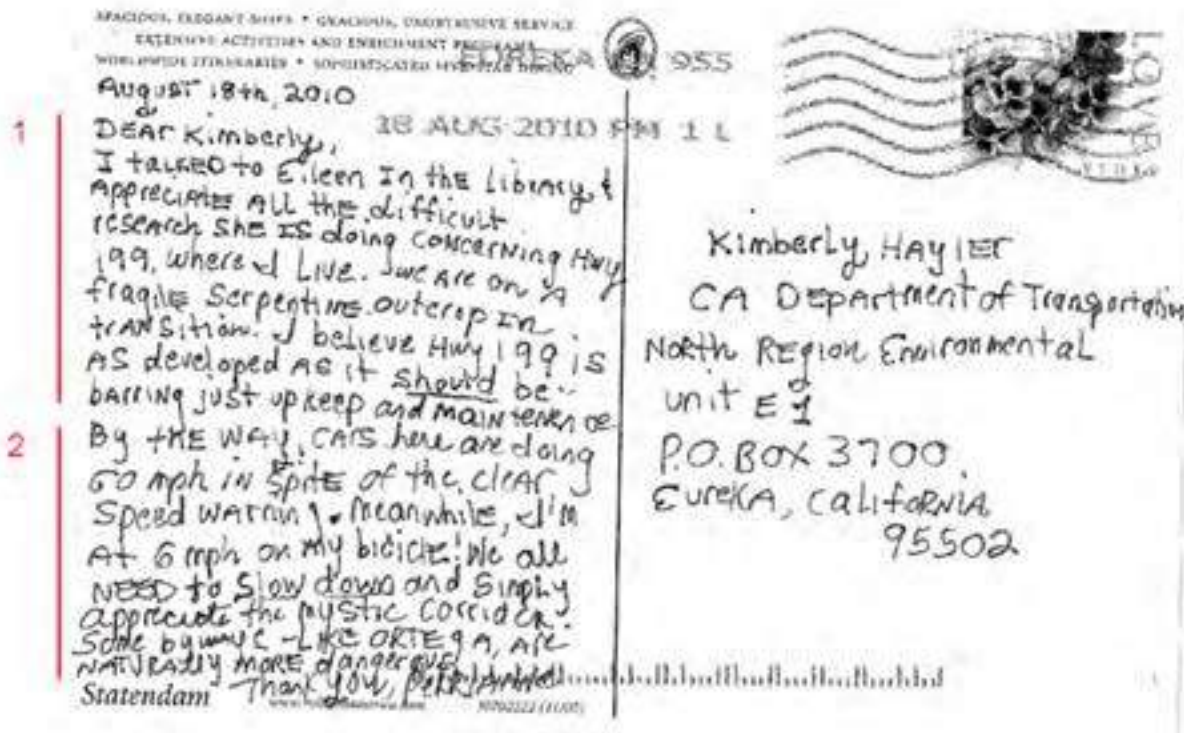 SPACIOUS, ELEGANT SHIPS • GRACIOUS, UNOBTRUSIVE SERVICE
EXTENSIVE ACTIVITIES AND ENRICHMENT PROGRAMS
WORLDWIDE ITINERARIES • SOPHISTICATED FIVE-STAR DINING
EUREKA 955
18 AUG 2010 PM 1 L
August 18th, 2010
1
DEAR Kimberly,
I TALKED to Eileen In the Library, &
Appreciate ALL the difficult
research She IS doing concerning Hwy
199, where I Live. We are on A
fragile Serpentine outcrop In
trANSition. I believe Hwy 199 is
AS developed AS it should be --
barring just upkeep and mAINtenence
2
By the WAY, CARS here are doing
60 mph in SpitE of the cleAr
Speed warning. Meanwhile, I'm
At 6 mph on my bicicle! We all
NEED to Slow down and Simply
appreciate the mystic Corridor.
Some byways - LIKE ORTEGA, Are
NATURAlly more dangerous
Thank you,
Statendam
Kimberly HAYlER
CA DEpartment of Transportation
North REgion Environmental
unit E1
P.O. BOX 3700
EureKA, CAliFoRNIA
95502